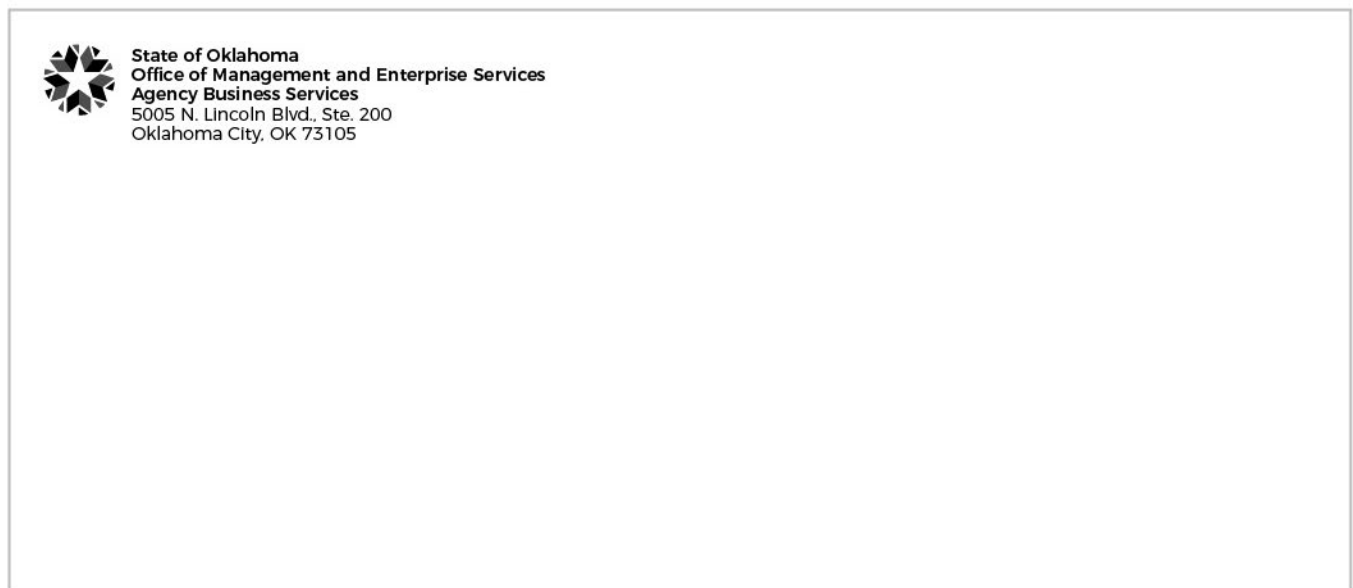 State of Oklahoma
Office of Management and Enterprise Services
Agency Business Services
5005 N. Lincoln Blvd., Ste. 200
Oklahoma City, OK 73105